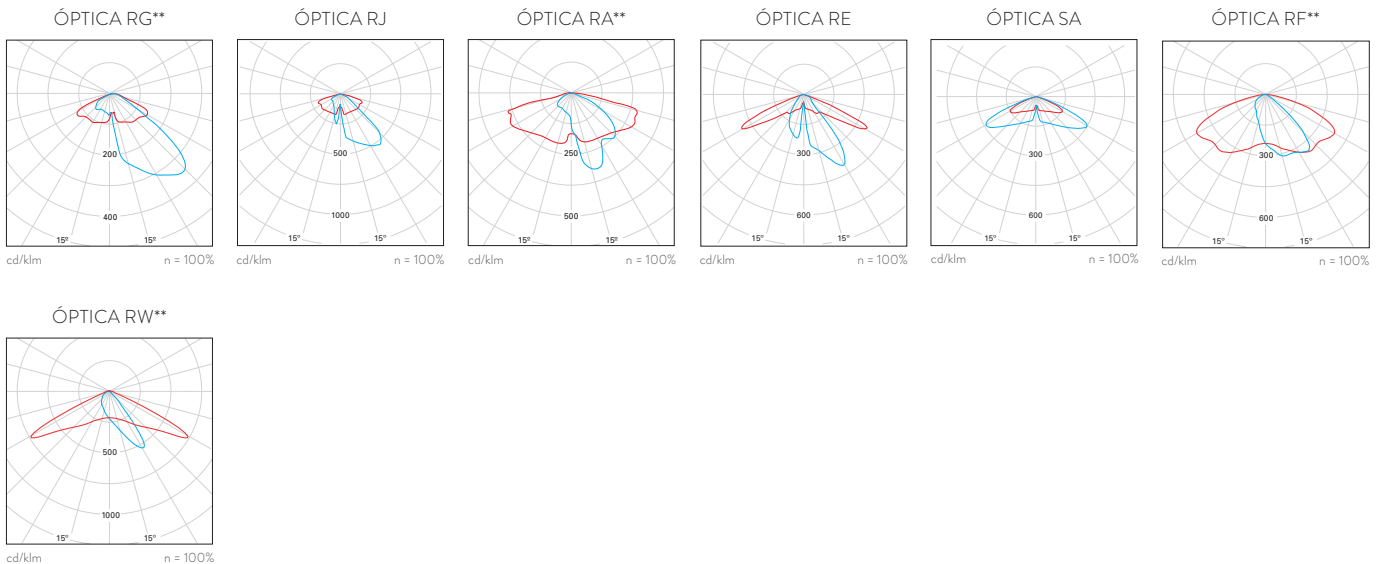 ÓPTICA RG**
200
400
15° 15°
cd/klm n = 100%
ÓPTICA RJ
500
1000
15° 15°
cd/klm n = 100%
ÓPTICA RA**
250
500
15° 15°
cd/klm n = 100%
ÓPTICA RE
300
600
15° 15°
cd/klm n = 100%
ÓPTICA SA
300
600
15° 15°
cd/klm n = 100%
ÓPTICA RF**
300
600
15° 15°
cd/klm n = 100%
ÓPTICA RW**
500
1000
15° 15°
cd/klm n = 100%